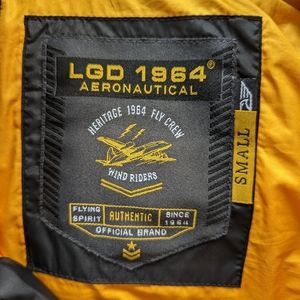 LGD 1964®
AERONAUTICAL
HERITAGE 1964 FLY CREW
WIND RIDERS
FLYING SPIRIT
AUTHENTIC
SINCE 1964
OFFICIAL BRAND
SMALL